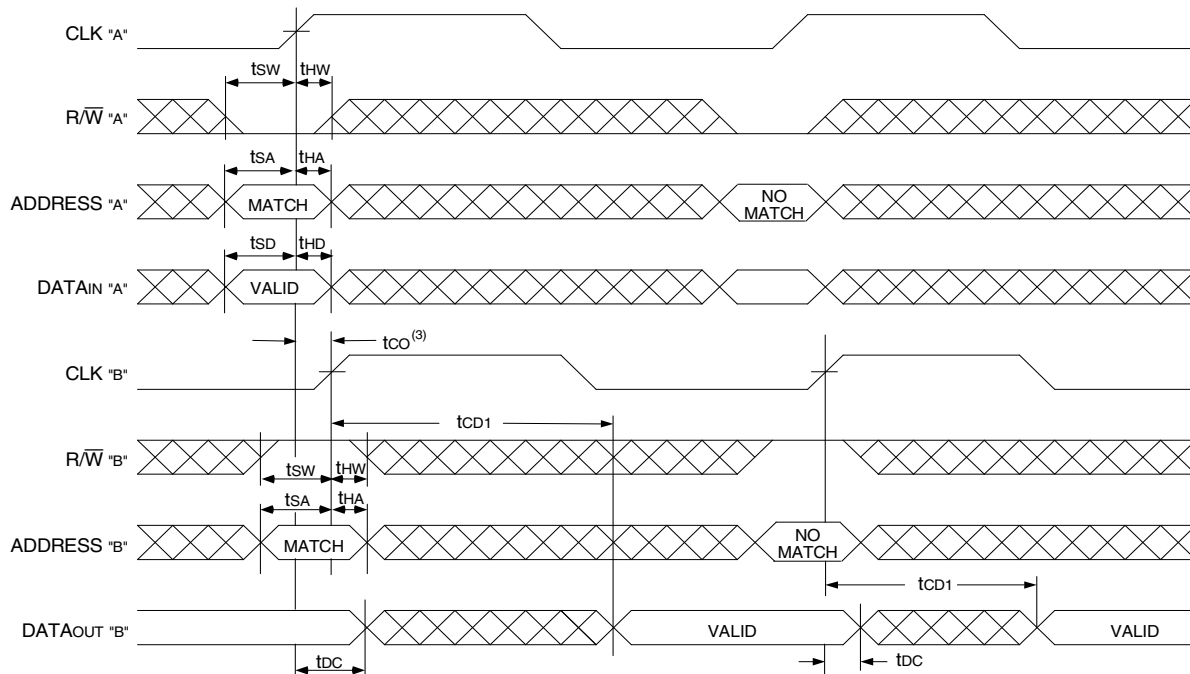 CLK "A"
tSW tHW
R/W̅ "A"
tSA tHA
ADDRESS "A" MATCH NO MATCH
tSD tHD
DATAIN "A" VALID
tCO(3)
CLK "B"
tCD1
R/W̅ "B"
tSW tHW
tSA tHA
ADDRESS "B" MATCH NO MATCH
tCD1
DATAOUT "B" VALID VALID
tDC tDC